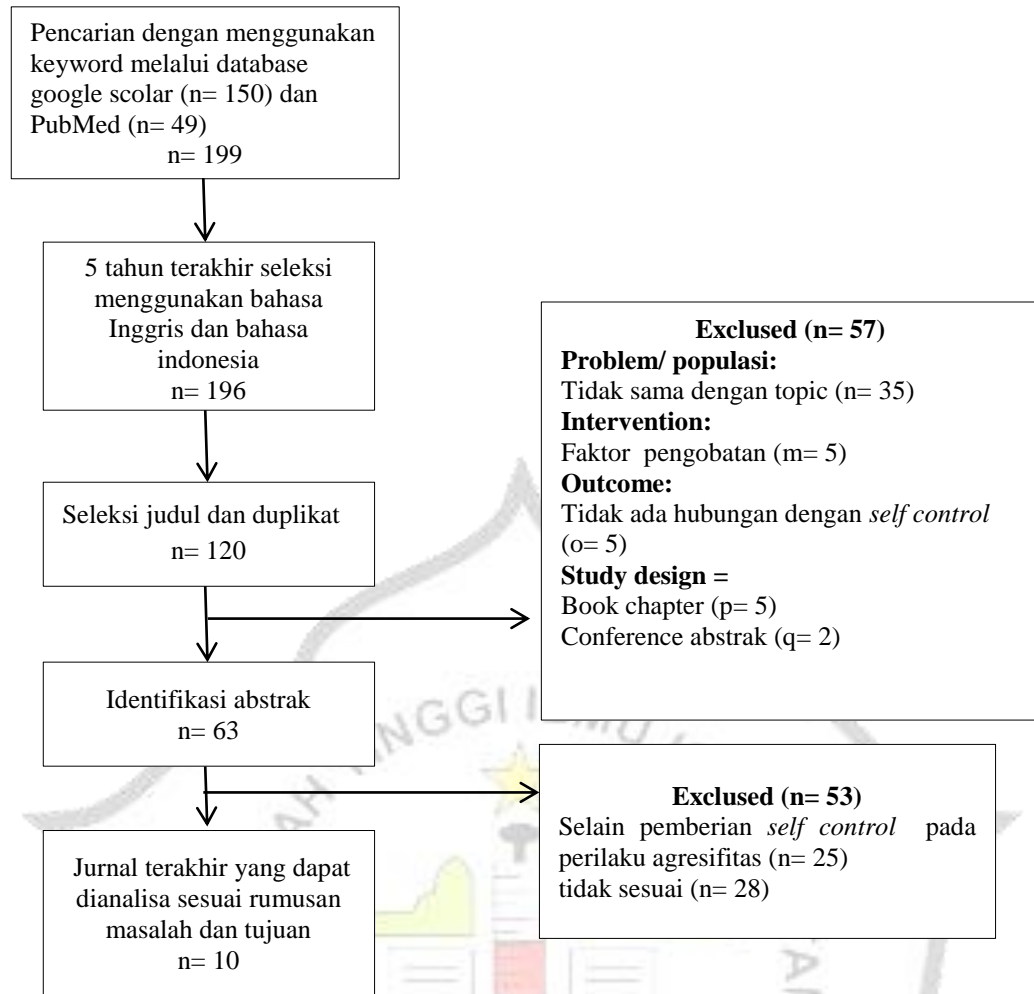 Pencarian dengan menggunakan
keyword melalui database
google scolar (n= 150) dan
PubMed (n= 49)
n= 199
5 tahun terakhir seleksi
menggunakan bahasa
Inggris dan bahasa
indonesia
n= 196
Seleksi judul dan duplikat
n= 120
Exclused (n= 57)
Problem/ populasi:
Tidak sama dengan topic (n= 35)
Intervention:
Faktor pengobatan (m= 5)
Outcome:
Tidak ada hubungan dengan self control
(o= 5)
Study design =
Book chapter (p= 5)
Conference abstrak (q= 2)
Identifikasi abstrak
n= 63
Exclused (n= 53)
Selain pemberian self control pada
perilaku agresifitas (n= 25)
tidak sesuai (n= 28)
Jurnal terakhir yang dapat
dianalisa sesuai rumusan
masalah dan tujuan
n= 10